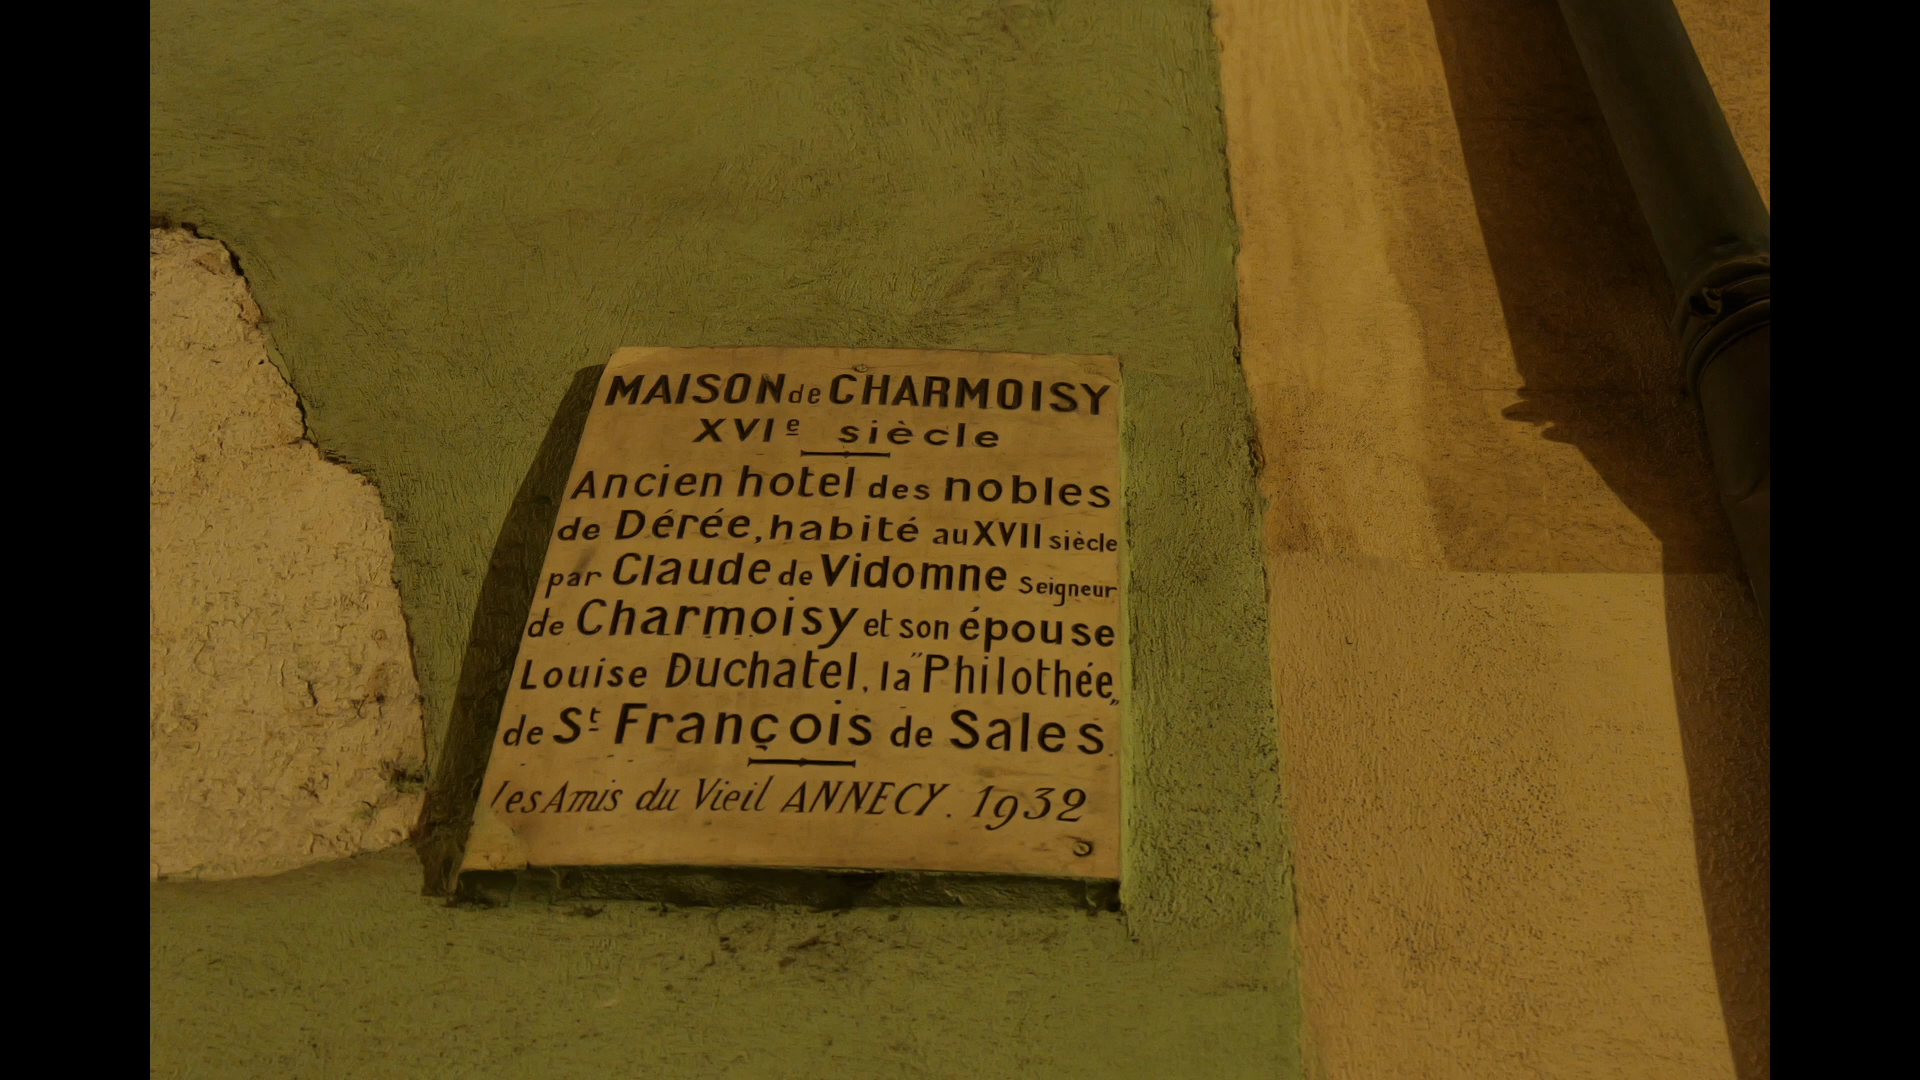 MAISON de CHARMOISY
XVIe siècle
Ancien hotel des nobles
de Dérée, habité au XVII siècle
par Claude de Vidomne Seigneur
de Charmoisy et son épouse
Louise Duchatel, la "Philothée„
de St François de Sales.
les Amis du Vieil ANNECY. 1932